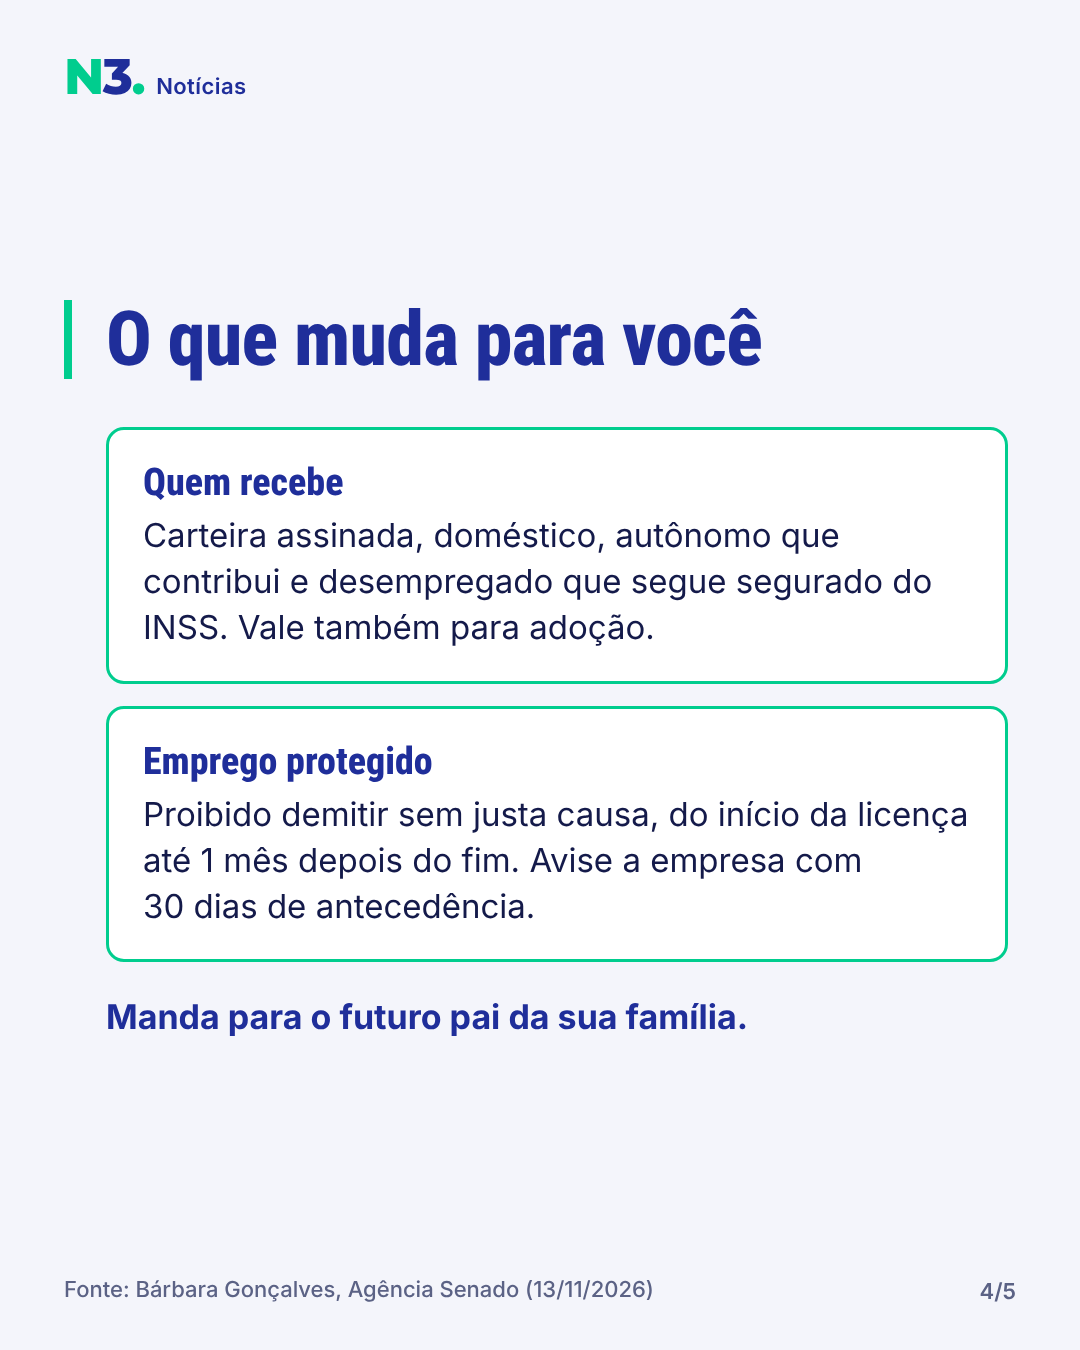 N3. Notícias
O que muda para você
Quem recebe
Carteira assinada, doméstico, autônomo que
contribui e desempregado que segue segurado do
INSS. Vale também para adoção.
Emprego protegido
Proibido demitir sem justa causa, do início da licença
até 1 mês depois do fim. Avise a empresa com
30 dias de antecedência.
Manda para o futuro pai da sua família.
Fonte: Bárbara Gonçalves, Agência Senado (13/11/2026)
4/5